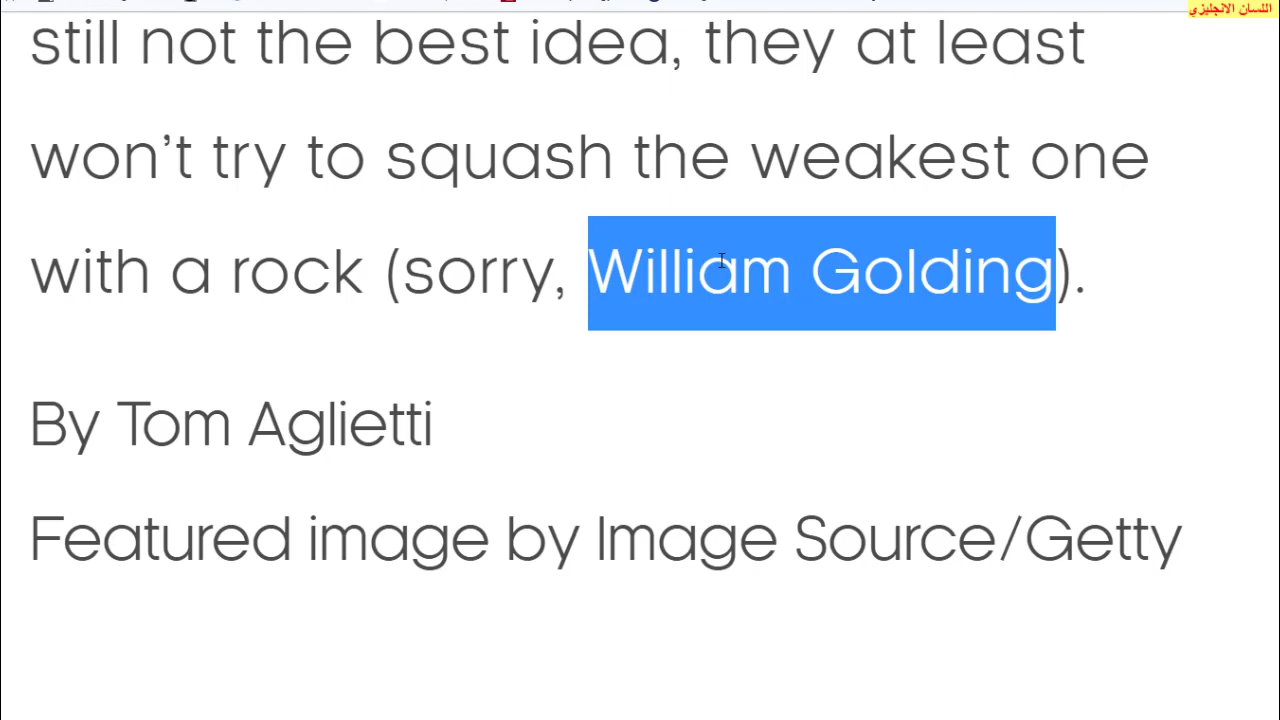 اللسان الانجليزي
still not the best idea, they at least
won’t try to squash the weakest one
with a rock (sorry, William Golding).
By Tom Aglietti
Featured image by Image Source/Getty